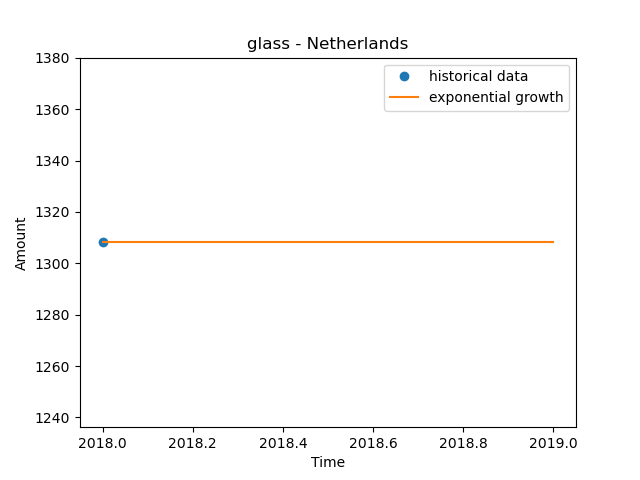 glass - Netherlands
historical data
exponential growth
1380
1360
1340
1320
1300
1280
1260
1240
Amount
2018.0 2018.2 2018.4 2018.6 2018.8 2019.0
Time